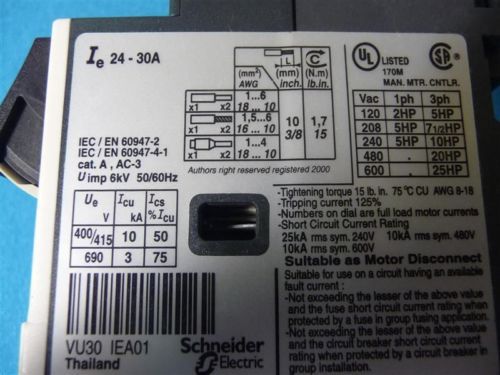 Ie 24 - 30A
(mm²) AWG
L (mm) inch.
C (N.m) lb.in.
x1 x2 1...6 18 ... 10
x1 x2 1,5...6 16 ... 10
x1 x2 1...4 18 ... 10
10 3/8
1,7 15
Authors right reserved registered 2000
IEC / EN 60947-2
IEC / EN 60947-4-1
cat. A , AC-3
U imp 6kV 50/60Hz
Ue V Icu kA Ics % Icu
400/415 10 50
690 3 75
VU30 IEA01
Thailand
Schneider Electric
UL LISTED
170M
MAN. MTR. CNTLR.
Vac 1ph 3ph
120 2HP 5HP
208 5HP 71/2HP
240 5HP 10HP
480 . 20HP
600 . 25HP
-Tightening torque 15 lb. in. 75 °C CU AWG 8-18
-Tripping current 125%
-Numbers on dial are full load motor currents
-Short Circuit Current Rating
25kA rms sym. 240V 10kA rms sym. 480V
10kA rms sym. 600V
Suitable as Motor Disconnect
Suitable for use on a circuit having an available
fault current :
-Not exceeding the lesser of the above value
and the fuse short circuit current rating when
protected by a fuse in group fusing application.
-Not exceeding the lesser of the above value
and the circuit breaker short current rating
when protected by a circuit breaker in
group installation.